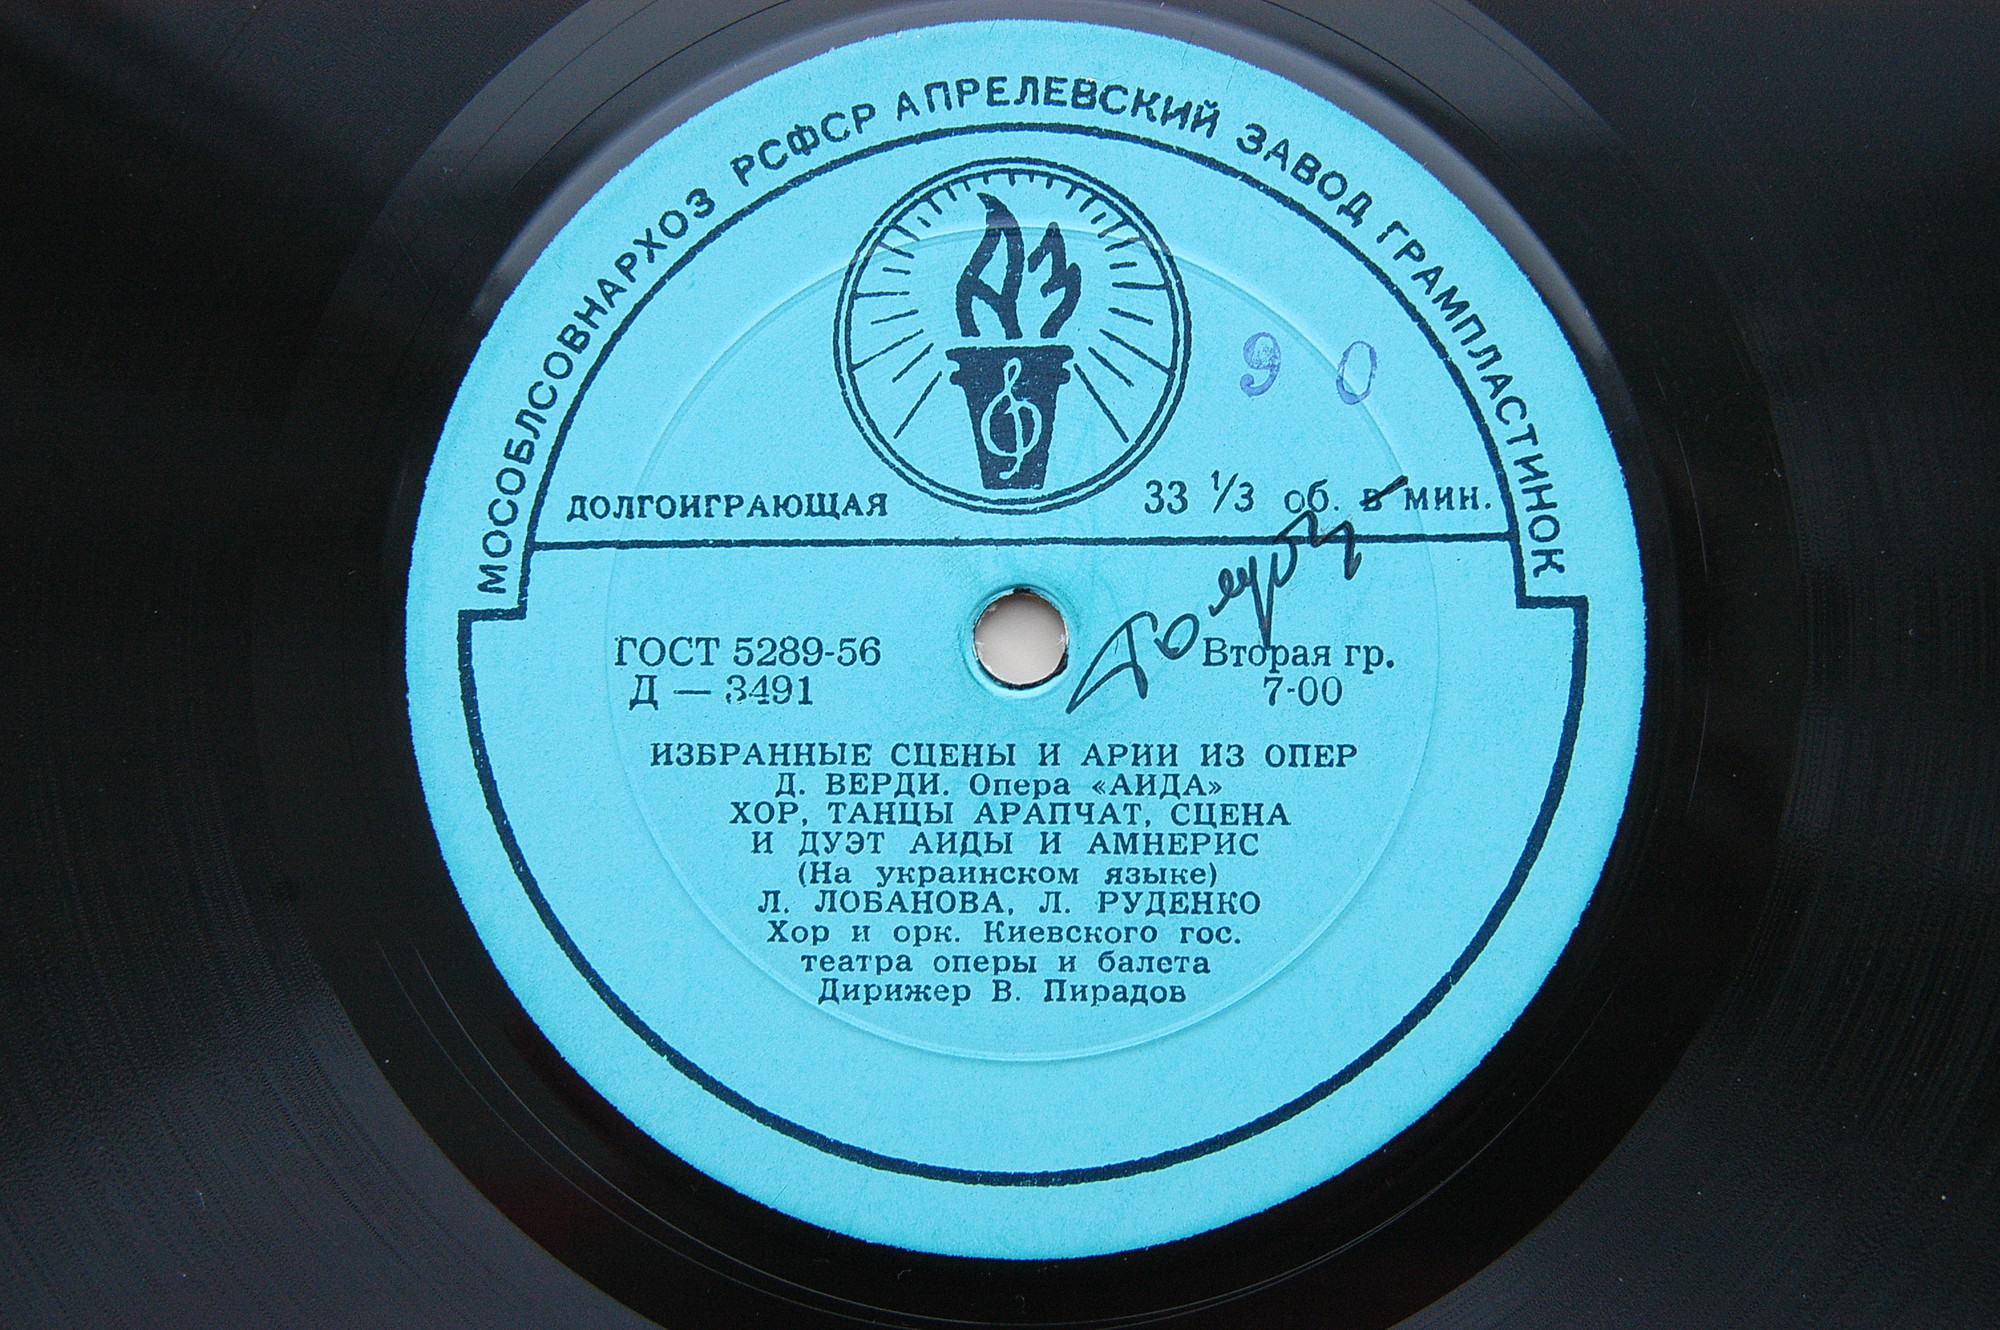 МОСОБЛСОВНАРХОЗ РСФСР АПРЕЛЕВСКИЙ ЗАВОД ГРАМПЛАСТИНОК
АЗ
9 0
ДОЛГОИГРАЮЩАЯ
33 1/3 об. в мин.
ГОСТ 5289-56
Д — 3491
Вторая гр.
7-00
ИЗБРАННЫЕ СЦЕНЫ И АРИИ ИЗ ОПЕР
Д. ВЕРДИ. Опера «АИДА»
ХОР, ТАНЦЫ АРАПЧАТ, СЦЕНА
И ДУЭТ АИДЫ И АМНЕРИС
(На украинском языке)
Л. ЛОБАНОВА, Л. РУДЕНКО
Хор и орк. Киевского гос.
театра оперы и балета
Дирижер В. Пирадов